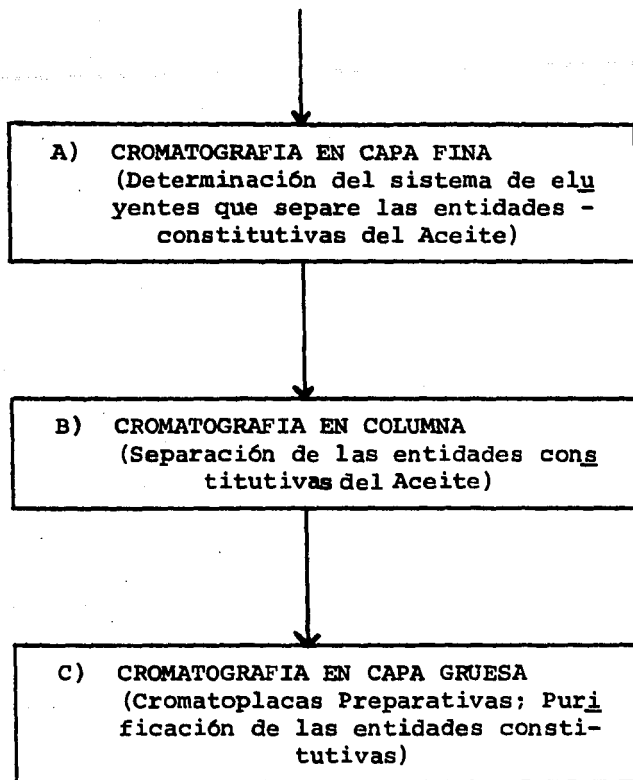 A) CROMATOGRAFIA EN CAPA FINA
(Determinación del sistema de elu
yentes que separe las entidades -
constitutivas del Aceite)
B) CROMATOGRAFIA EN COLUMNA
(Separación de las entidades cons
titutivas del Aceite)
C) CROMATOGRAFIA EN CAPA GRUESA
(Cromatoplacas Preparativas; Puri
ficación de las entidades consti-
tutivas)